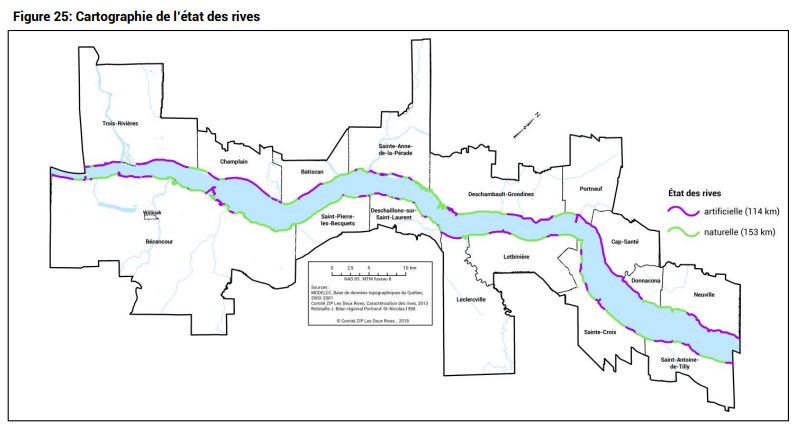 Figure 25: Cartographie de l'état des rives
Trois-Rivières
Champlain
Batiscan
Sainte-Anne-
de-la-Pérade
Deschambault-Grondines
Portneuf
N
État des rives
artificielle (114 km)
naturelle (153 km)
Cap-Santé
Donnacona
Neuville
Wôlinak
Bécancour
Saint-Pierre-
les-Becquets
Deschaillons-sur-
Saint-Laurent
Lotbinière
Leclercville
Sainte-Croix
Saint-Antoine-
de-Tilly
0 2,5 5 10 km
NAD 83, MTM fuseau 8
Sources :
MDDELCC, Base de données topographiques du Québec,
2000-2001
Comité ZIP Les Deux Rives, Caractérisation des rives, 2013
Robitaille J. Bilan régional Portneuf- St-Nicolas,1998
© Comité ZIP Les Deux Rives , 2018